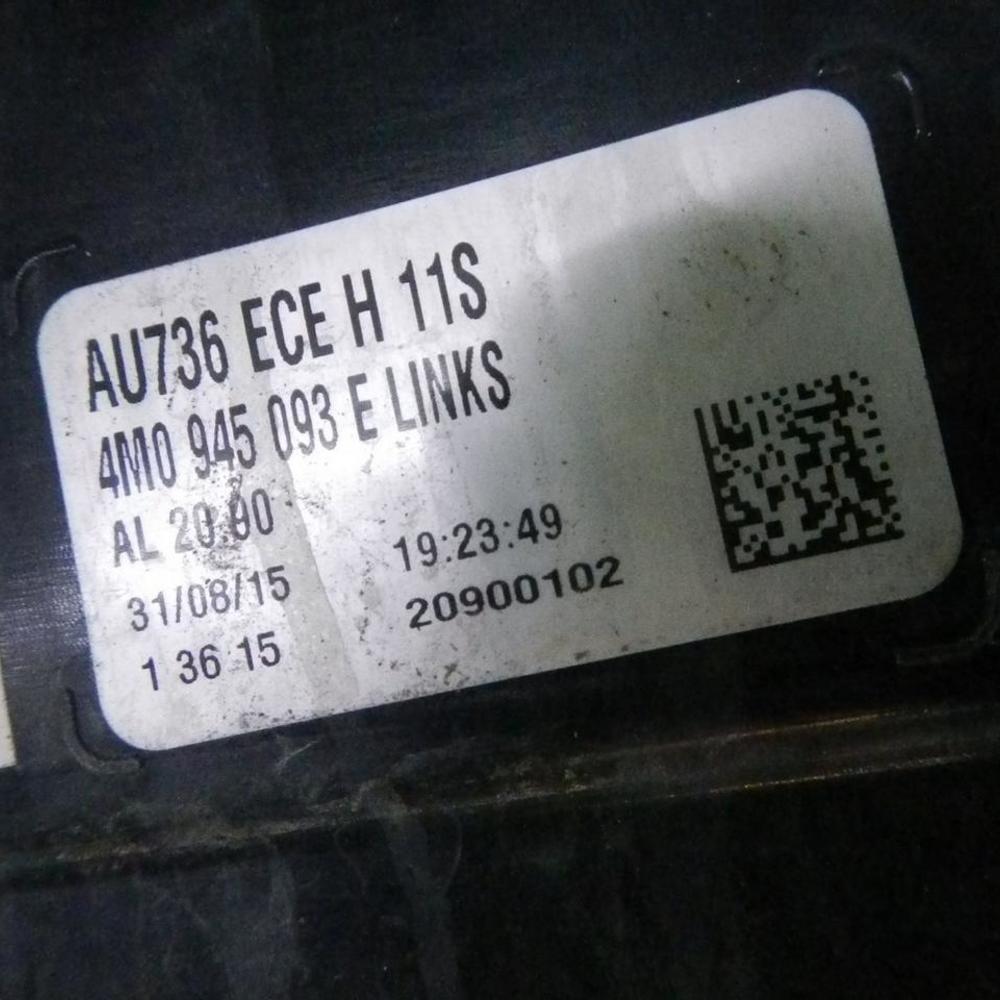 AU736 ECE H 11S
4M0 945 093 E LINKS
AL 20.90
31/08/15 19:23:49
1 36 15 20900102